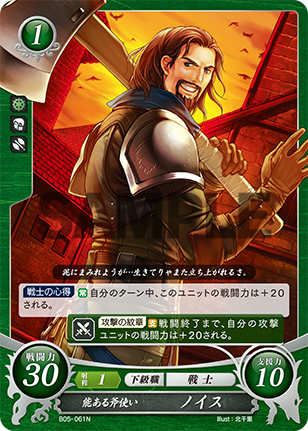 1
SAMPLE
泥にまみれようが…生きてりゃまた立ち上がれるさ。
戦士の心得 常 自分のターン中、このユニットの戦闘力は+20
される。
攻撃の紋章 支 戦闘終了まで、自分の攻撃
ユニットの戦闘力は+20される。
戦闘力
30
射程 1 下級職 戦士
支援力
10
能ある斧使い ノイス
B05-061N
Illust:北千里